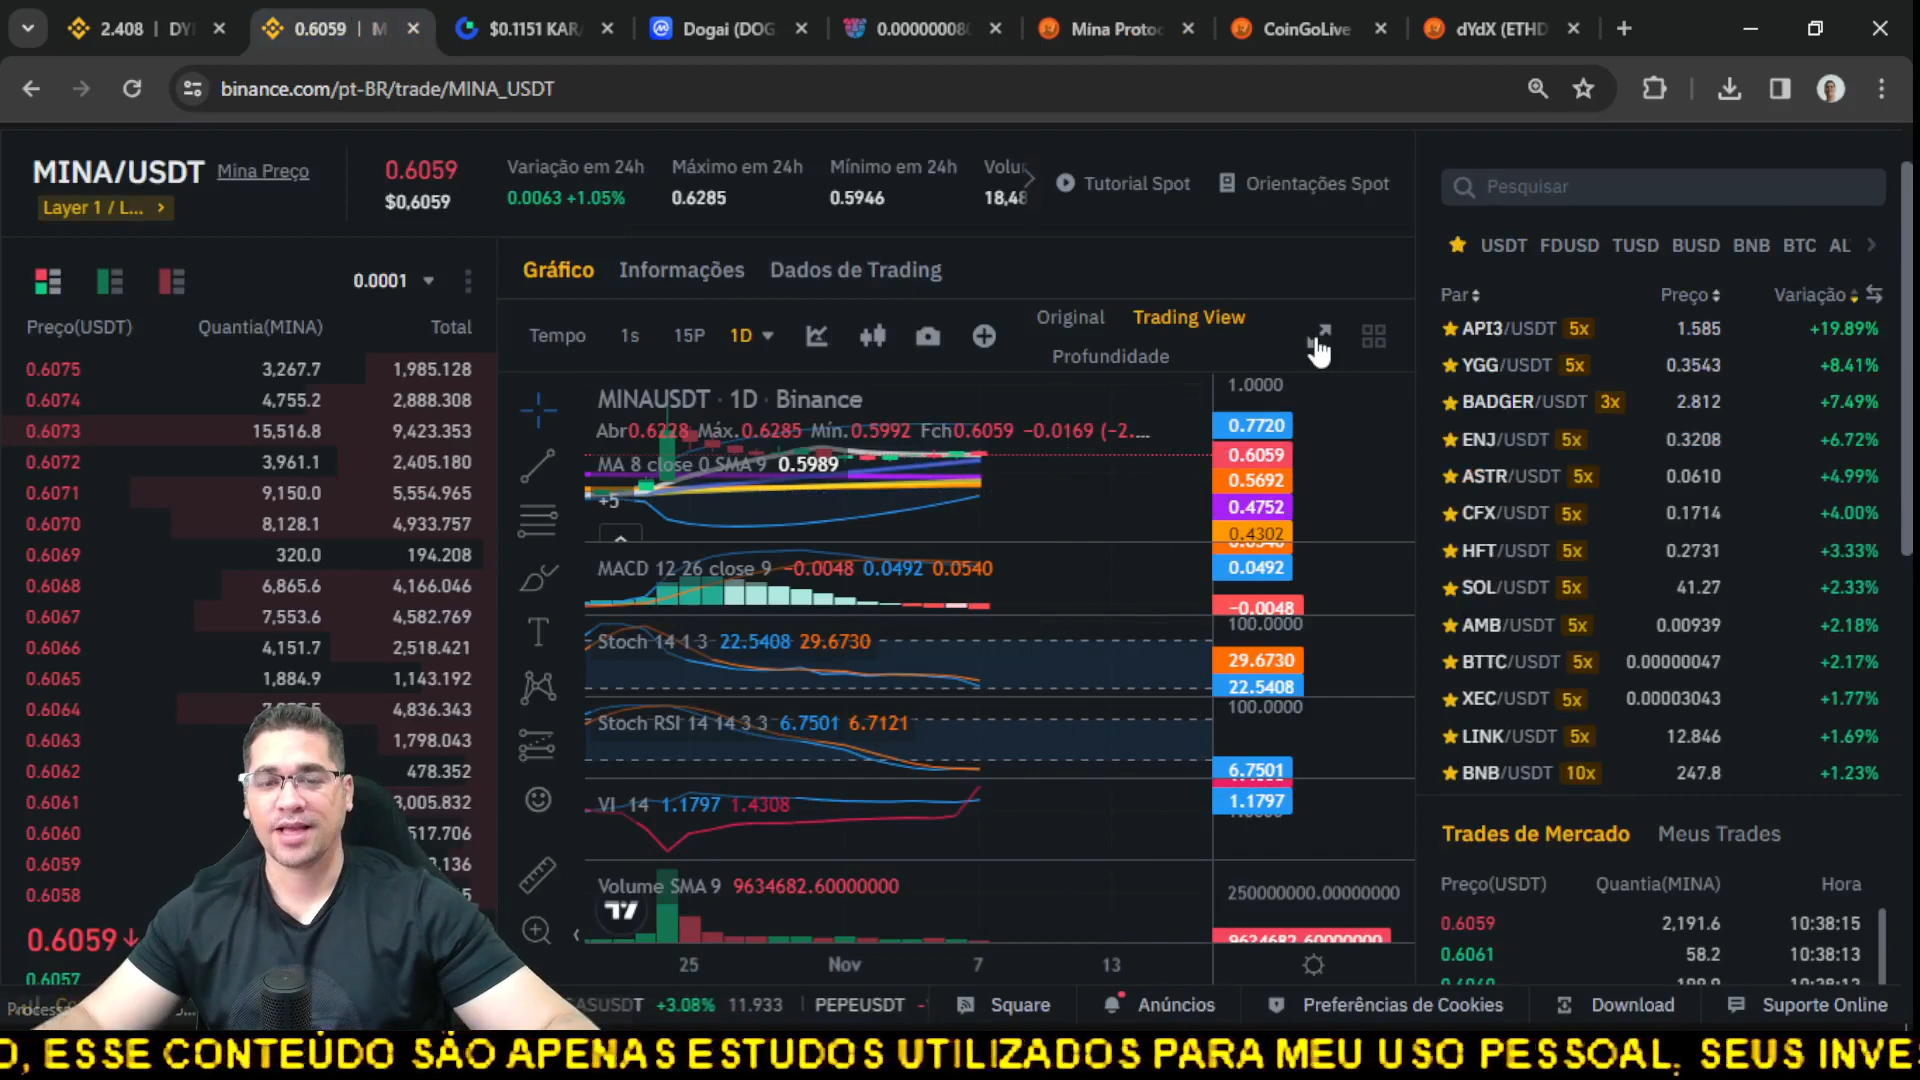 2.408 | DY
0.6059 | M
$0.1151 KAR
Dogai (DOG
0.00000008
Mina Protoc
CoinGoLive
dYdX (ETHD
binance.com/pt-BR/trade/MINA_USDT
MINA/USDT Mina Preço
Layer 1 / L... >
0.6059
$0,6059
Variação em 24h
0.0063 +1.05%
Máximo em 24h
0.6285
Mínimo em 24h
0.5946
Volu
18,48
Tutorial Spot
Orientações Spot
0.0001
Preço(USDT) Quantia(MINA) Total
0.6075 3,267.7 1,985.128
0.6074 4,755.2 2,888.308
0.6073 15,516.8 9,423.353
0.6072 3,961.1 2,405.180
0.6071 9,150.0 5,554.965
0.6070 8,128.1 4,933.757
0.6069 320.0 194.208
0.6068 6,865.6 4,166.046
0.6067 7,553.6 4,582.769
0.6066 4,151.7 2,518.421
0.6065 1,884.9 1,143.192
0.6064 4,836.343
0.6063 1,798.043
0.6062 478.352
0.6061 3,005.832
0.6060 517.706
0.6059 .136
0.6058
0.6059↓
0.6057
Gráfico Informações Dados de Trading
Tempo 1s 15P 1D
Original Trading View
Profundidade
MINAUSDT · 1D · Binance
Abr0.6228 Máx.0.6285 Mín.0.5992 Fch0.6059 −0.0169 (−2....
MA 8 close 0 SMA 9 0.5989
+5
MACD 12 26 close 9 −0.0048 0.0492 0.0540
Stoch 14 1 3 22.5408 29.6730
Stoch RSI 14 14 3 3 6.7501 6.7121
VI 14 1.1797 1.4308
Volume SMA 9 9634682.60000000
1.0000
0.7720
0.6059
0.5692
0.4752
0.4302
0.0492
−0.0048
100.0000
29.6730
22.5408
100.0000
6.7501
1.1797
250000000.00000000
9634682.60000000
25 Nov 7 13
Pesquisar
USDT FDUSD TUSD BUSD BNB BTC AL
Par Preço Variação
API3/USDT 5x 1.585 +19.89%
YGG/USDT 5x 0.3543 +8.41%
BADGER/USDT 3x 2.812 +7.49%
ENJ/USDT 5x 0.3208 +6.72%
ASTR/USDT 5x 0.0610 +4.99%
CFX/USDT 5x 0.1714 +4.00%
HFT/USDT 5x 0.2731 +3.33%
SOL/USDT 5x 41.27 +2.33%
AMB/USDT 5x 0.00939 +2.18%
BTTC/USDT 5x 0.00000047 +2.17%
XEC/USDT 5x 0.00003043 +1.77%
LINK/USDT 5x 12.846 +1.69%
BNB/USDT 10x 247.8 +1.23%
Trades de Mercado Meus Trades
Preço(USDT) Quantia(MINA) Hora
0.6059 2,191.6 10:38:15
0.6061 58.2 10:38:13
ASUSDT +3.08% 11.933 PEPEUSDT -
Square
Anúncios
Preferências de Cookies
Download
Suporte Online
O, ESSE CONTEÚDO SÃO APENAS ESTUDOS UTILIZADOS PARA MEU USO PESSOAL, SEUS INVES